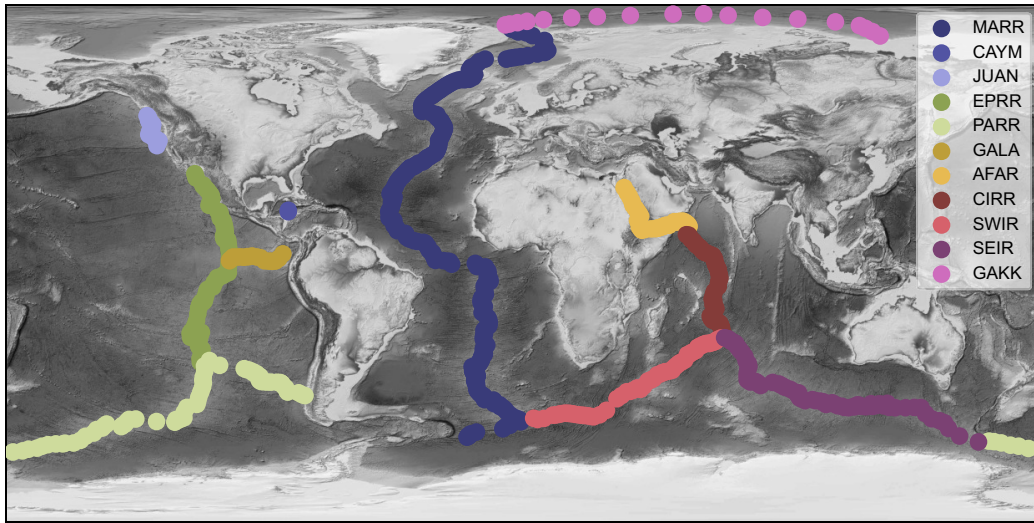 MARR
CAYM
JUAN
EPRR
PARR
GALA
AFAR
CIRR
SWIR
SEIR
GAKK